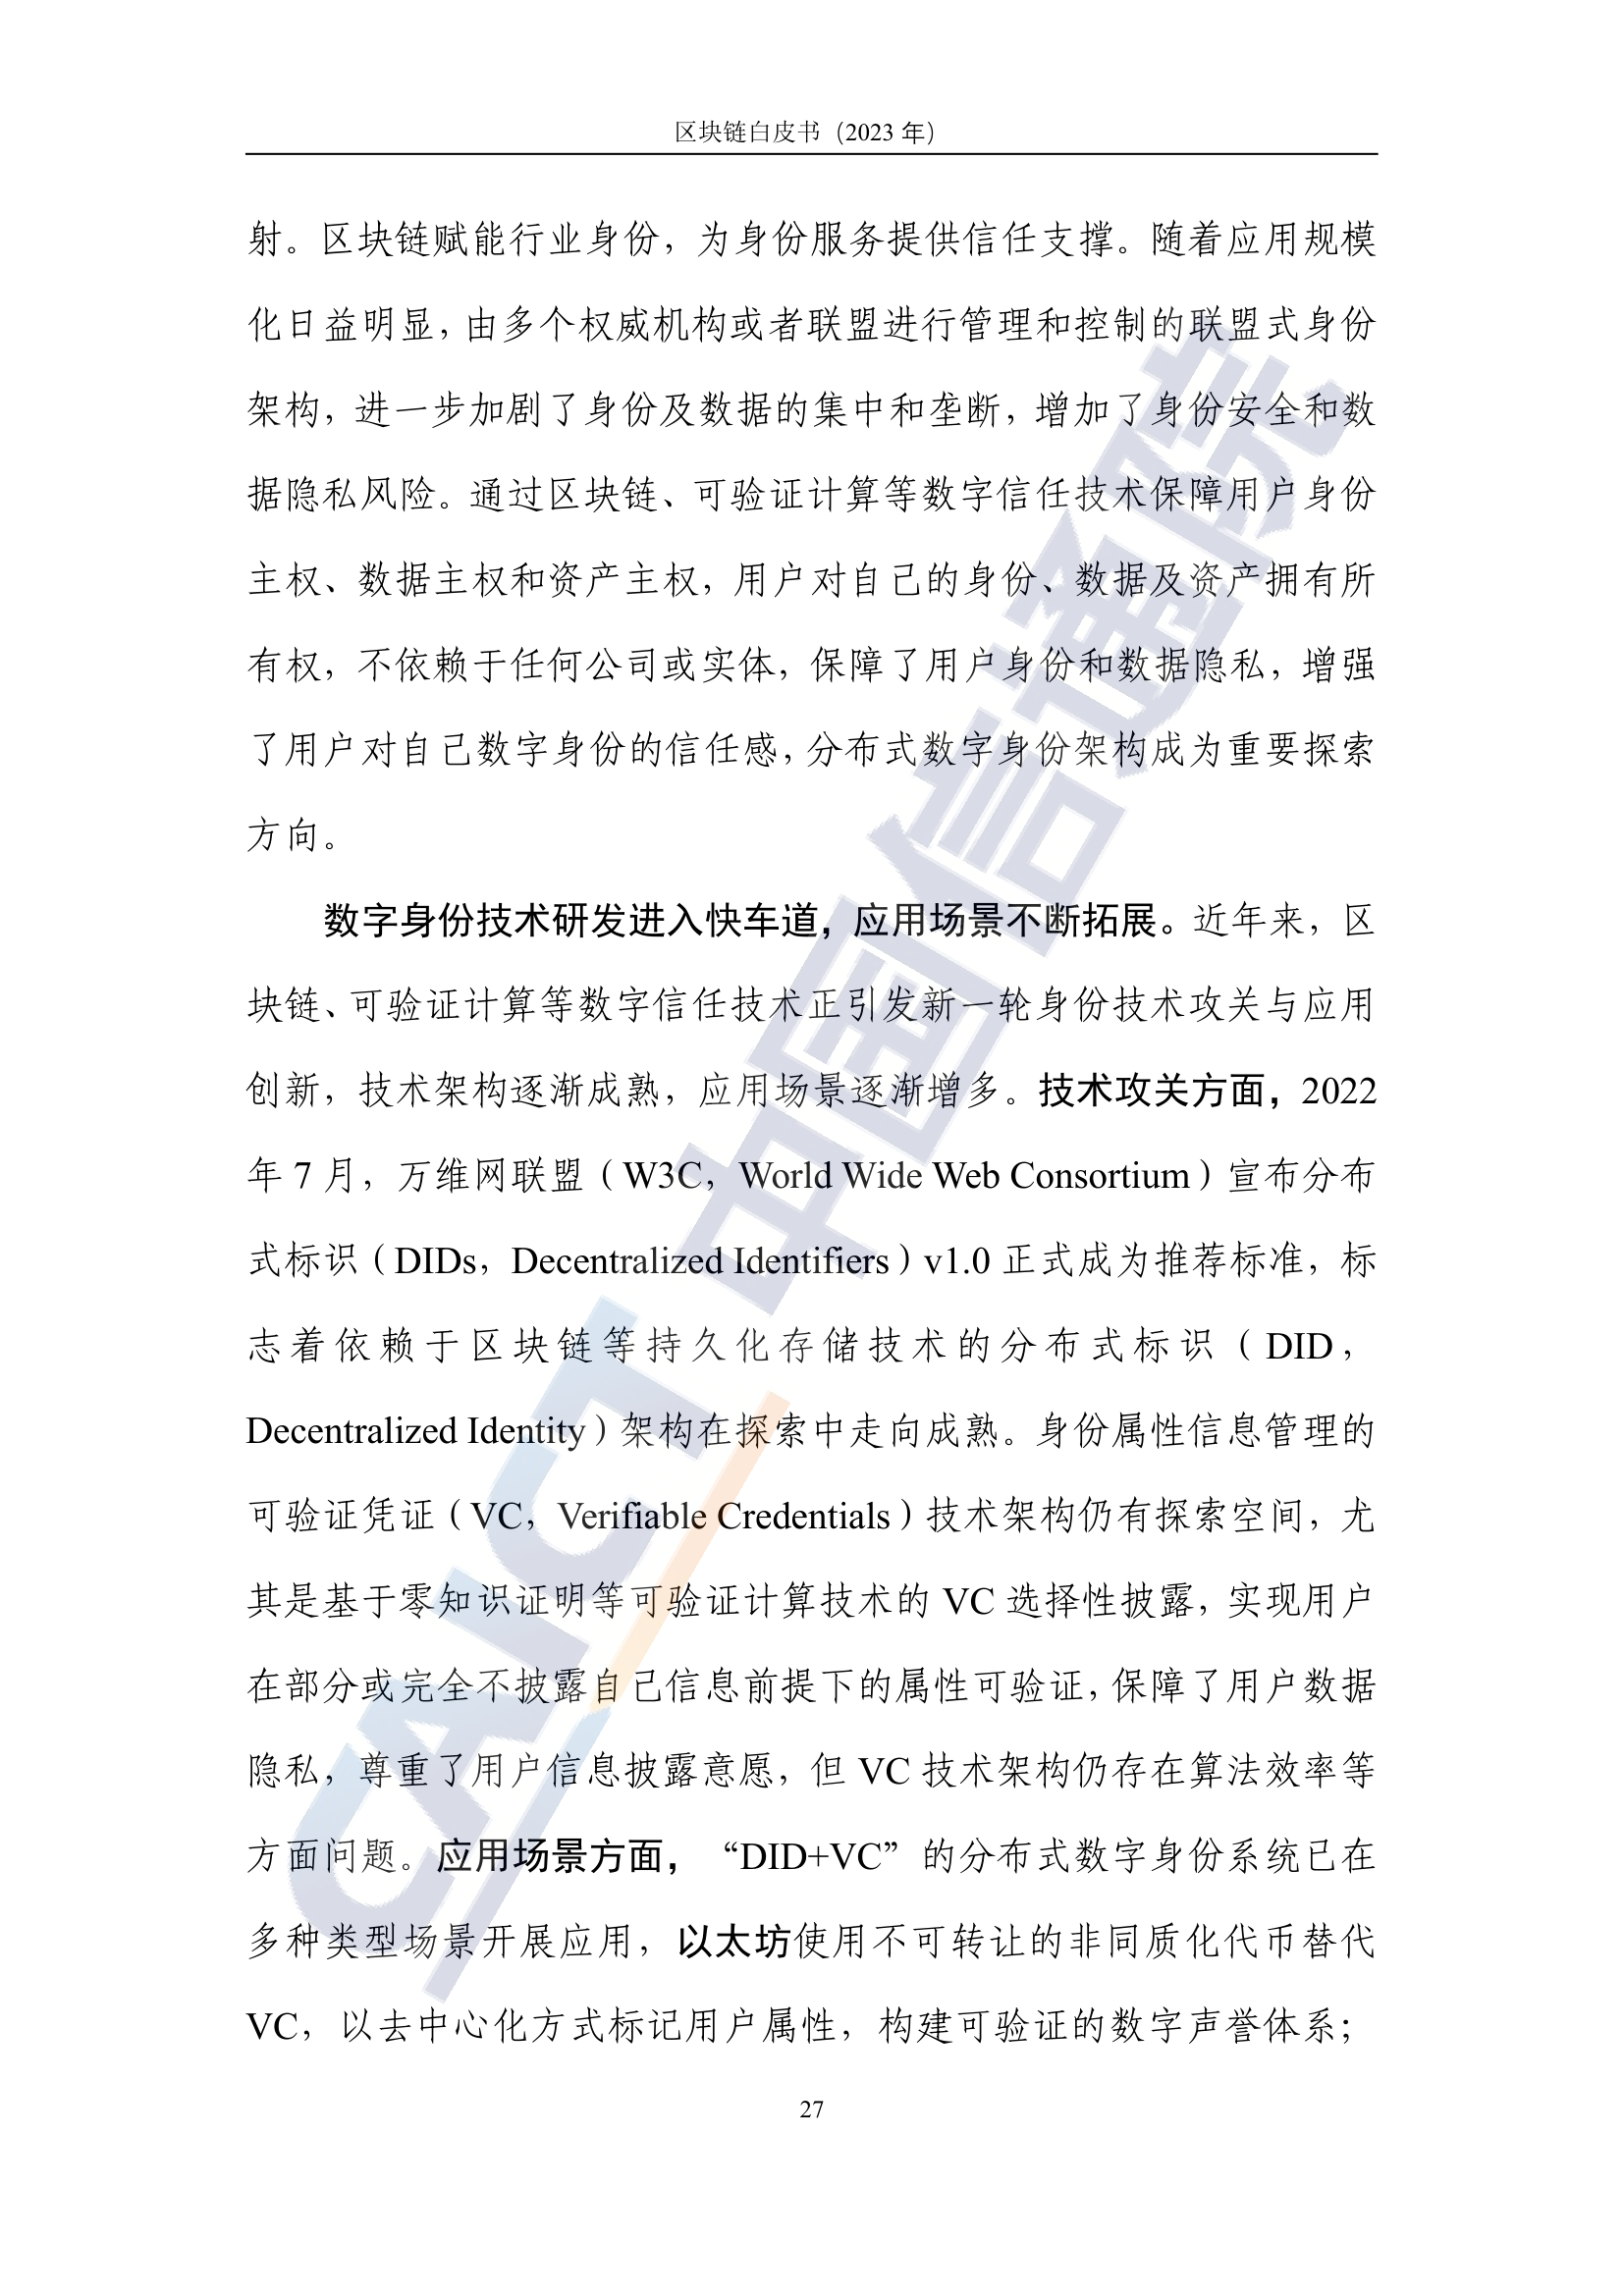 区块链白皮书（2023 年）
射。区块链赋能行业身份，为身份服务提供信任支撑。随着应用规模
化日益明显，由多个权威机构或者联盟进行管理和控制的联盟式身份
架构，进一步加剧了身份及数据的集中和垄断，增加了身份安全和数
据隐私风险。通过区块链、可验证计算等数字信任技术保障用户身份
主权、数据主权和资产主权，用户对自己的身份、数据及资产拥有所
有权，不依赖于任何公司或实体，保障了用户身份和数据隐私，增强
了用户对自己数字身份的信任感，分布式数字身份架构成为重要探索
方向。
数字身份技术研发进入快车道，应用场景不断拓展。近年来，区
块链、可验证计算等数字信任技术正引发新一轮身份技术攻关与应用
创新，技术架构逐渐成熟，应用场景逐渐增多。技术攻关方面，2022
年 7 月，万维网联盟（W3C，World Wide Web Consortium）宣布分布
式标识（DIDs，Decentralized Identifiers）v1.0 正式成为推荐标准，标
志着依赖于区块链等持久化存储技术的分布式标识（DID，
Decentralized Identity）架构在探索中走向成熟。身份属性信息管理的
可验证凭证（VC，Verifiable Credentials）技术架构仍有探索空间，尤
其是基于零知识证明等可验证计算技术的 VC 选择性披露，实现用户
在部分或完全不披露自己信息前提下的属性可验证，保障了用户数据
隐私，尊重了用户信息披露意愿，但 VC 技术架构仍存在算法效率等
方面问题。应用场景方面，“DID+VC”的分布式数字身份系统已在
多种类型场景开展应用，以太坊使用不可转让的非同质化代币替代
VC，以去中心化方式标记用户属性，构建可验证的数字声誉体系；
27
CAICT 中国信通院